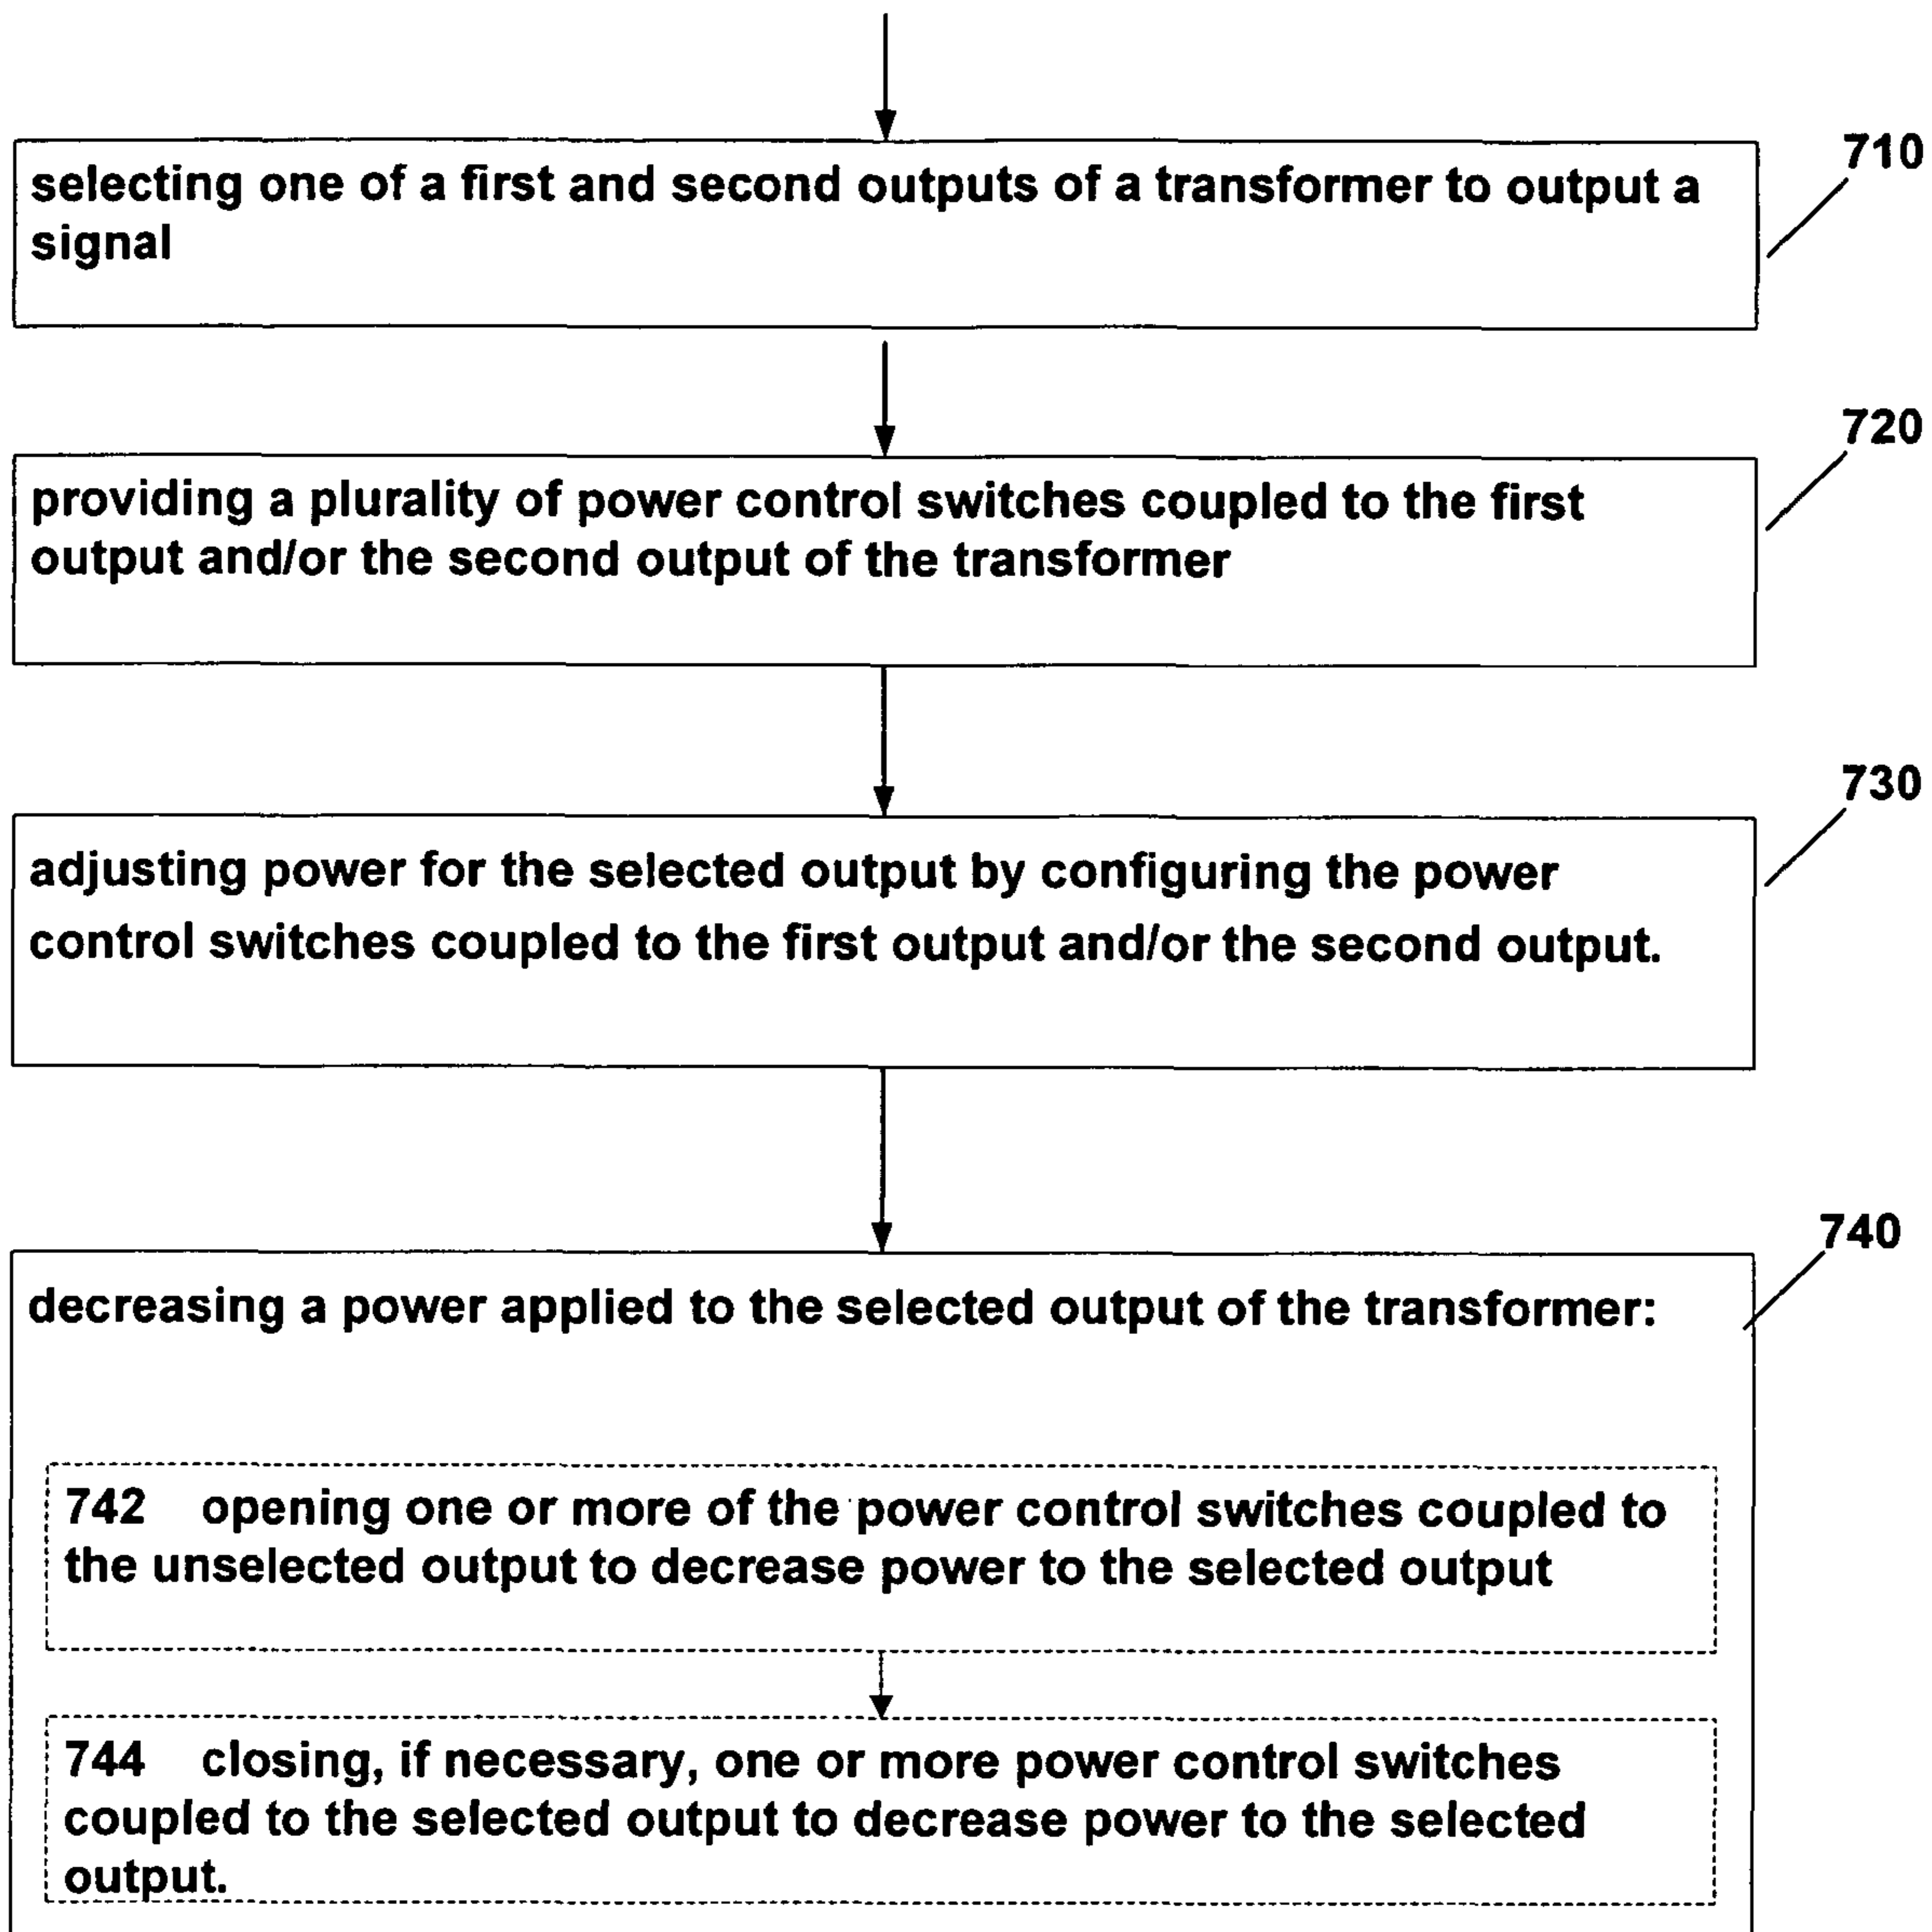 710
selecting one of a first and second outputs of a transformer to output a
signal
720
providing a plurality of power control switches coupled to the first
output and/or the second output of the transformer
730
adjusting power for the selected output by configuring the power
control switches coupled to the first output and/or the second output.
740
decreasing a power applied to the selected output of the transformer:
742 opening one or more of the power control switches coupled to
the unselected output to decrease power to the selected output
744 closing, if necessary, one or more power control switches
coupled to the selected output to decrease power to the selected
output.